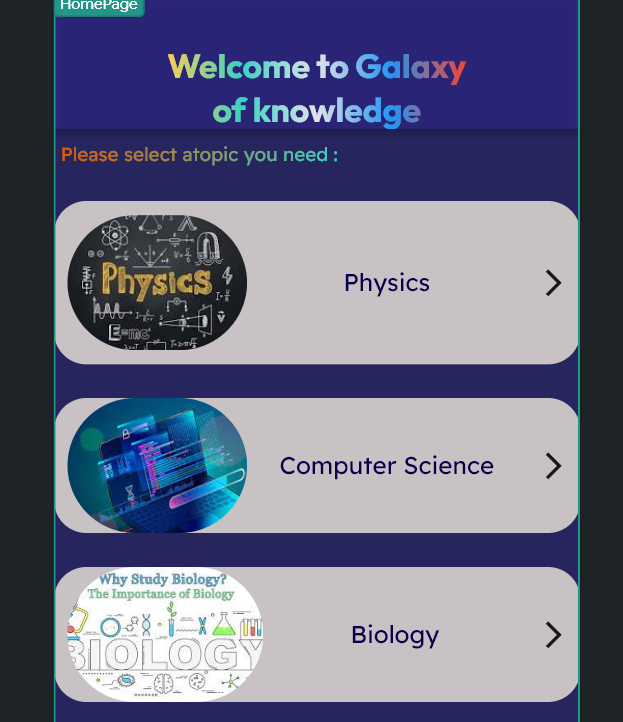 HomePage
Welcome to Galaxy
of knowledge
Please select atopic you need :
Physics
E=mc
Physics
Computer Science
Why Study Biology?
The Importance of Biology
BIOLOGY
Biology